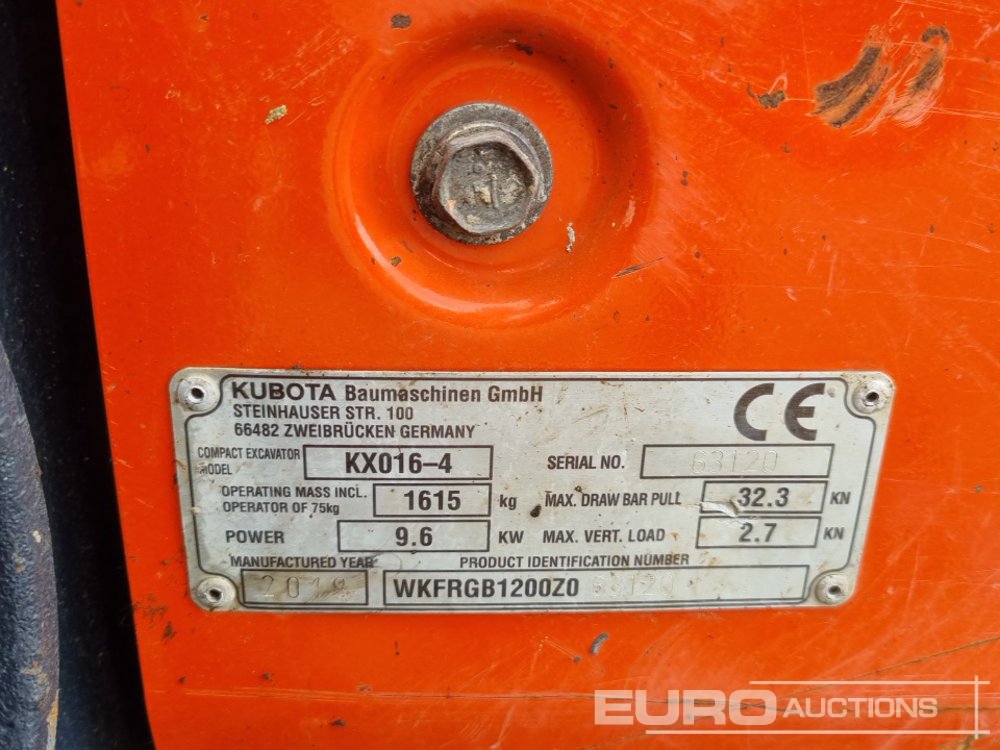 KUBOTA Baumaschinen GmbH
STEINHAUSER STR. 100
66482 ZWEIBRÜCKEN GERMANY
CE
COMPACT EXCAVATOR MODEL KX016-4
SERIAL NO. 63120
OPERATING MASS INCL. OPERATOR OF 75kg 1615 kg
MAX. DRAW BAR PULL 32.3 KN
POWER 9.6 KW
MAX. VERT. LOAD 2.7 KN
MANUFACTURED YEAR
PRODUCT IDENTIFICATION NUMBER
WKFRGB1200Z0 63120
EURO AUCTIONS